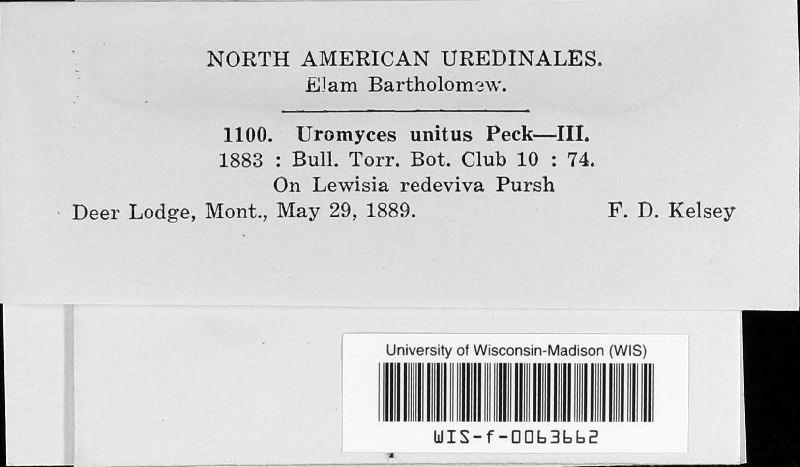 NORTH AMERICAN UREDINALES.
Elam Bartholomew.
1100. Uromyces unitus Peck—III.
1883 : Bull. Torr. Bot. Club 10 : 74.
On Lewisia redeviva Pursh
Deer Lodge, Mont., May 29, 1889. F. D. Kelsey
University of Wisconsin-Madison (WIS)
WIS-f-0063662